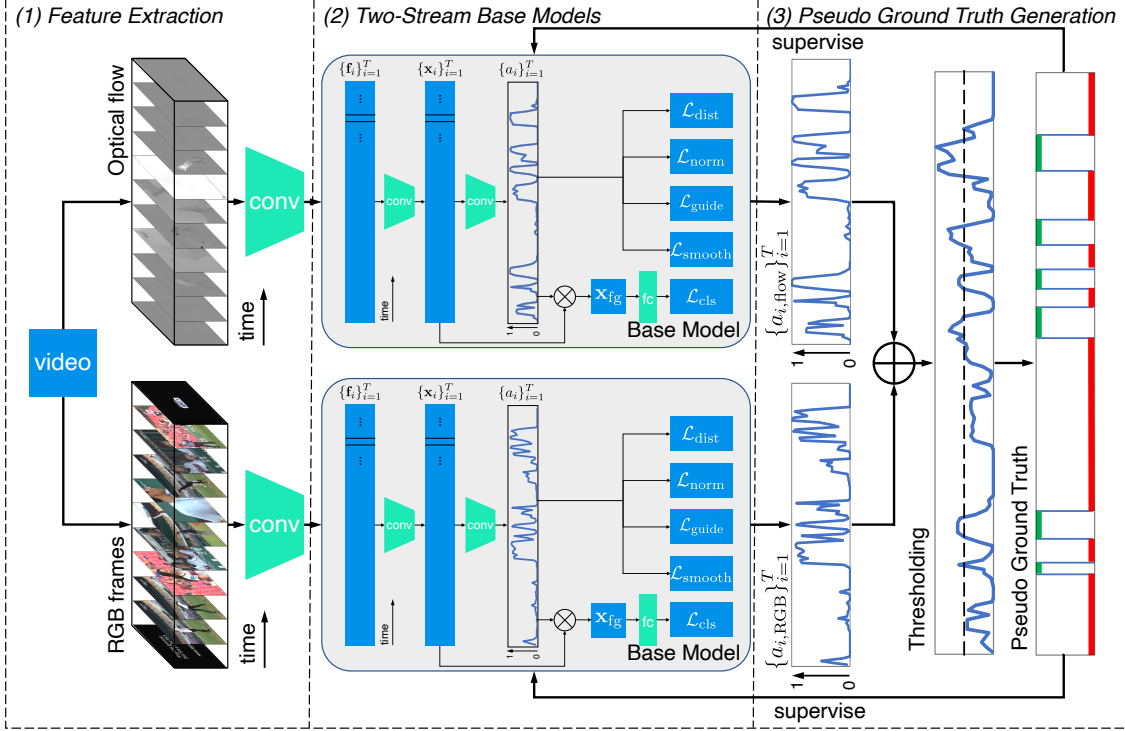 (1) Feature Extraction
(2) Two-Stream Base Models
(3) Pseudo Ground Truth Generation
supervise
Optical flow
conv
time
video
RGB frames
conv
time
{f_i}_{i=1}^T
{x_i}_{i=1}^T
{a_i}_{i=1}^T
...
...
...
...
conv
conv
time
1
0
L_dist
L_norm
L_guide
L_smooth
x_fg
fc
L_cls
Base Model
{f_i}_{i=1}^T
{x_i}_{i=1}^T
{a_i}_{i=1}^T
...
...
...
...
conv
conv
time
1
0
L_dist
L_norm
L_guide
L_smooth
x_fg
fc
L_cls
Base Model
{a_{i,flow}}_{i=1}^T
1
0
{a_{i,RGB}}_{i=1}^T
1
0
Thresholding
Pseudo Ground Truth
supervise